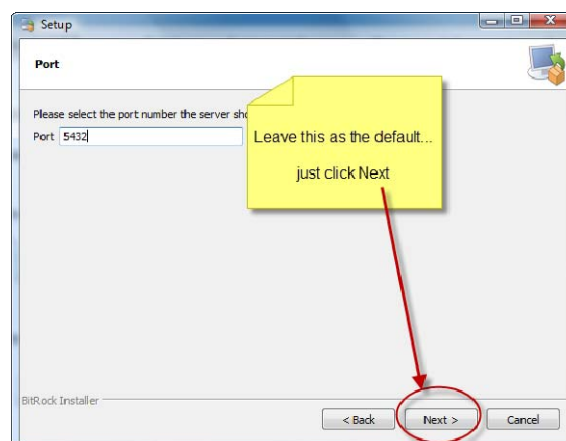 Setup
Port
Please select the port number the server sh
Port 5432
Leave this as the default...
just click Next
BitRock Installer
< Back Next > Cancel